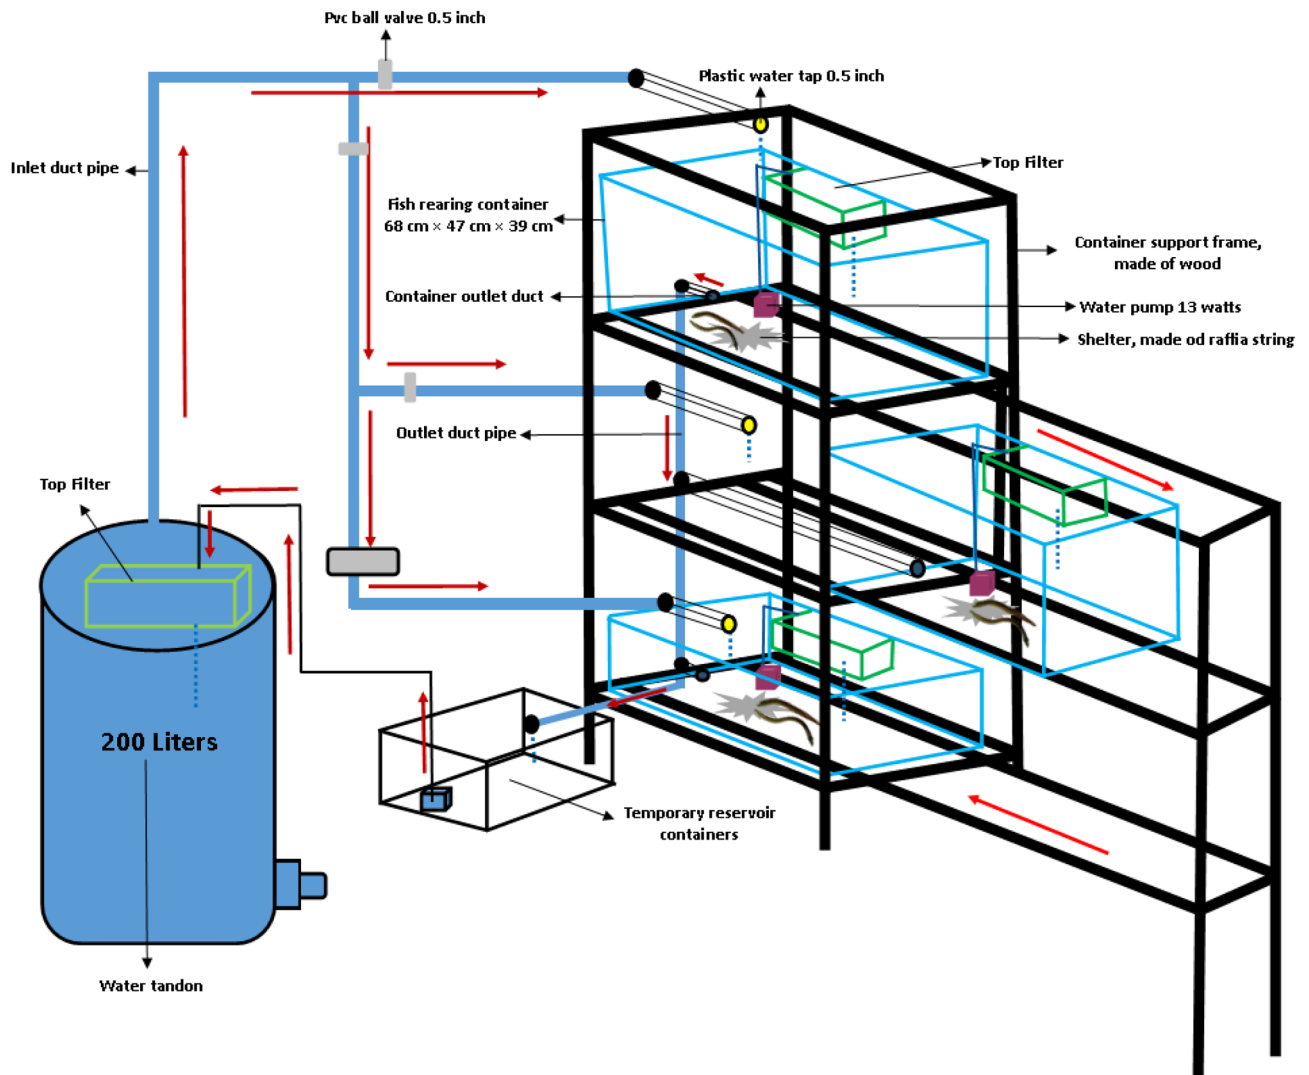 Pvc ball valve 0.5 inch
Plastic water tap 0.5 inch
Inlet duct pipe
Top Filter
Fish rearing container
68 cm × 47 cm × 39 cm
Container support frame,
made of wood
Container outlet duct
Water pump 13 watts
Shelter, made od raffia string
Outlet duct pipe
Top Filter
200 Liters
Temporary reservoir
containers
Water tandon